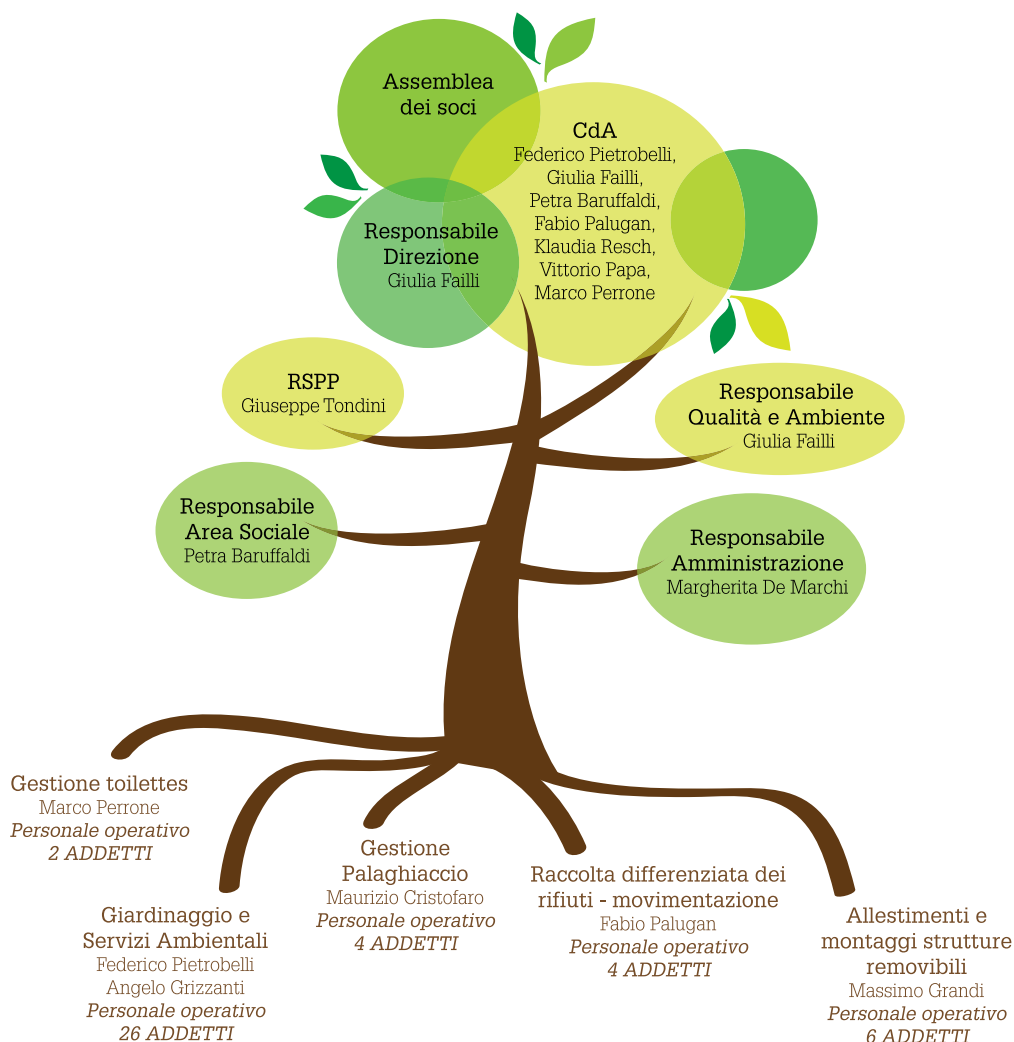 Assemblea
dei soci
CdA
Federico Pietrobelli,
Giulia Failli,
Petra Baruffaldi,
Fabio Palugan,
Klaudia Resch,
Vittorio Papa,
Marco Perrone
Responsabile
Direzione
Giulia Failli
RSPP
Giuseppe Tondini
Responsabile
Qualità e Ambiente
Giulia Failli
Responsabile
Area Sociale
Petra Baruffaldi
Responsabile
Amministrazione
Margherita De Marchi
Gestione toilettes
Marco Perrone
Personale operativo
2 ADDETTI
Giardinaggio e
Servizi Ambientali
Federico Pietrobelli
Angelo Grizzanti
Personale operativo
26 ADDETTI
Gestione
Palaghiaccio
Maurizio Cristofaro
Personale operativo
4 ADDETTI
Raccolta differenziata dei
rifiuti - movimentazione
Fabio Palugan
Personale operativo
4 ADDETTI
Allestimenti e
montaggi strutture
removibili
Massimo Grandi
Personale operativo
6 ADDETTI